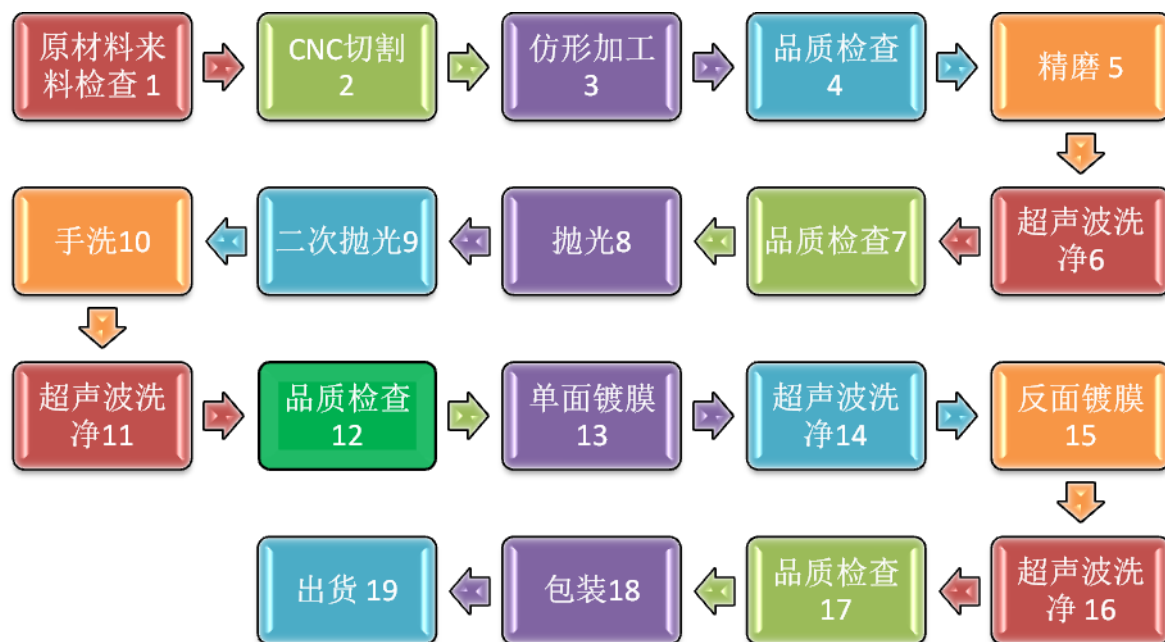 原材料来
料检查 1
CNC切割
2
仿形加工
3
品质检查
4
精磨 5
超声波洗
净6
品质检查7
抛光8
二次抛光9
手洗10
超声波洗
净11
品质检查
12
单面镀膜
13
超声波洗
净14
反面镀膜
15
超声波洗
净 16
品质检查
17
包装18
出货 19